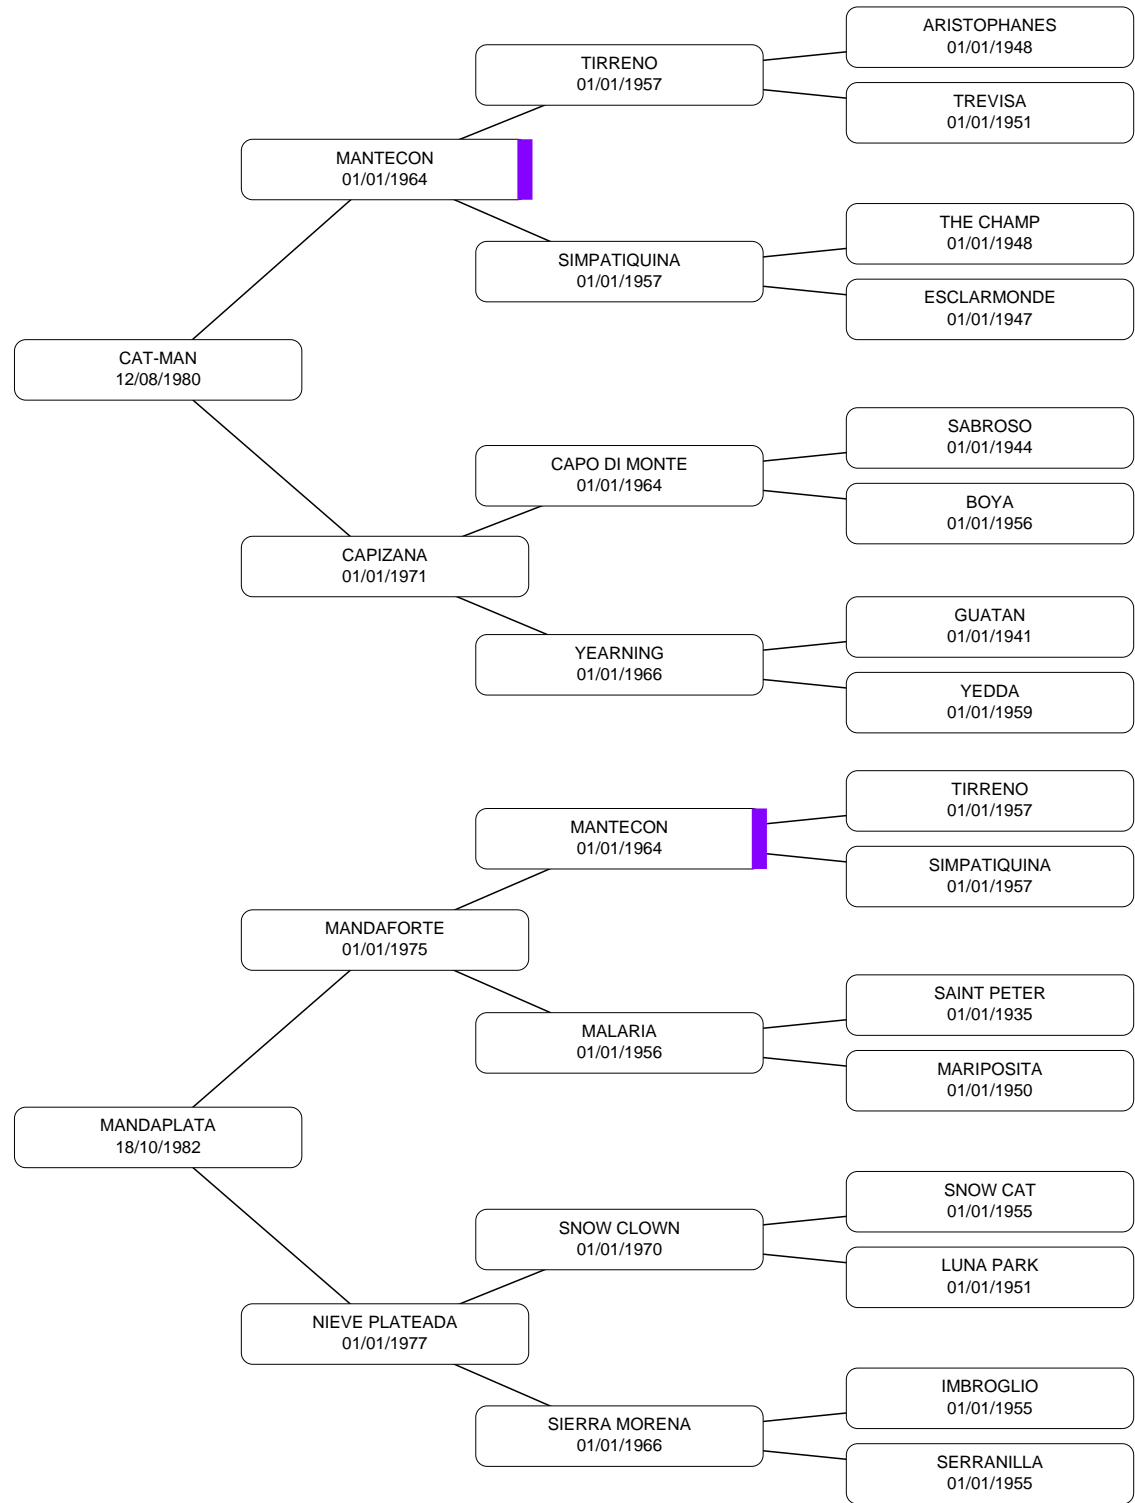 ARISTOPHANES
01/01/1948
TIRRENO
01/01/1957
TREVISA
01/01/1951
MANTECON
01/01/1964
THE CHAMP
01/01/1948
SIMPATIQUINA
01/01/1957
ESCLARMONDE
01/01/1947
CAT-MAN
12/08/1980
SABROSO
01/01/1944
CAPO DI MONTE
01/01/1964
BOYA
01/01/1956
CAPIZANA
01/01/1971
GUATAN
01/01/1941
YEARNING
01/01/1966
YEDDA
01/01/1959
TIRRENO
01/01/1957
MANTECON
01/01/1964
SIMPATIQUINA
01/01/1957
MANDAFORTE
01/01/1975
SAINT PETER
01/01/1935
MALARIA
01/01/1956
MARIPOSITA
01/01/1950
MANDAPLATA
18/10/1982
SNOW CAT
01/01/1955
SNOW CLOWN
01/01/1970
LUNA PARK
01/01/1951
NIEVE PLATEADA
01/01/1977
IMBROGLIO
01/01/1955
SIERRA MORENA
01/01/1966
SERRANILLA
01/01/1955